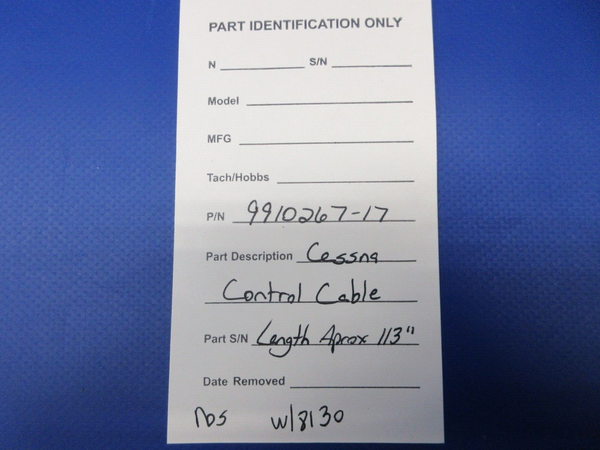 PART IDENTIFICATION ONLY
N S/N
Model
MFG
Tach/Hobbs
P/N 9910267-17
Part Description Cessna
Control Cable
Part S/N Length Aprox 113"
Date Removed
nos w/8130